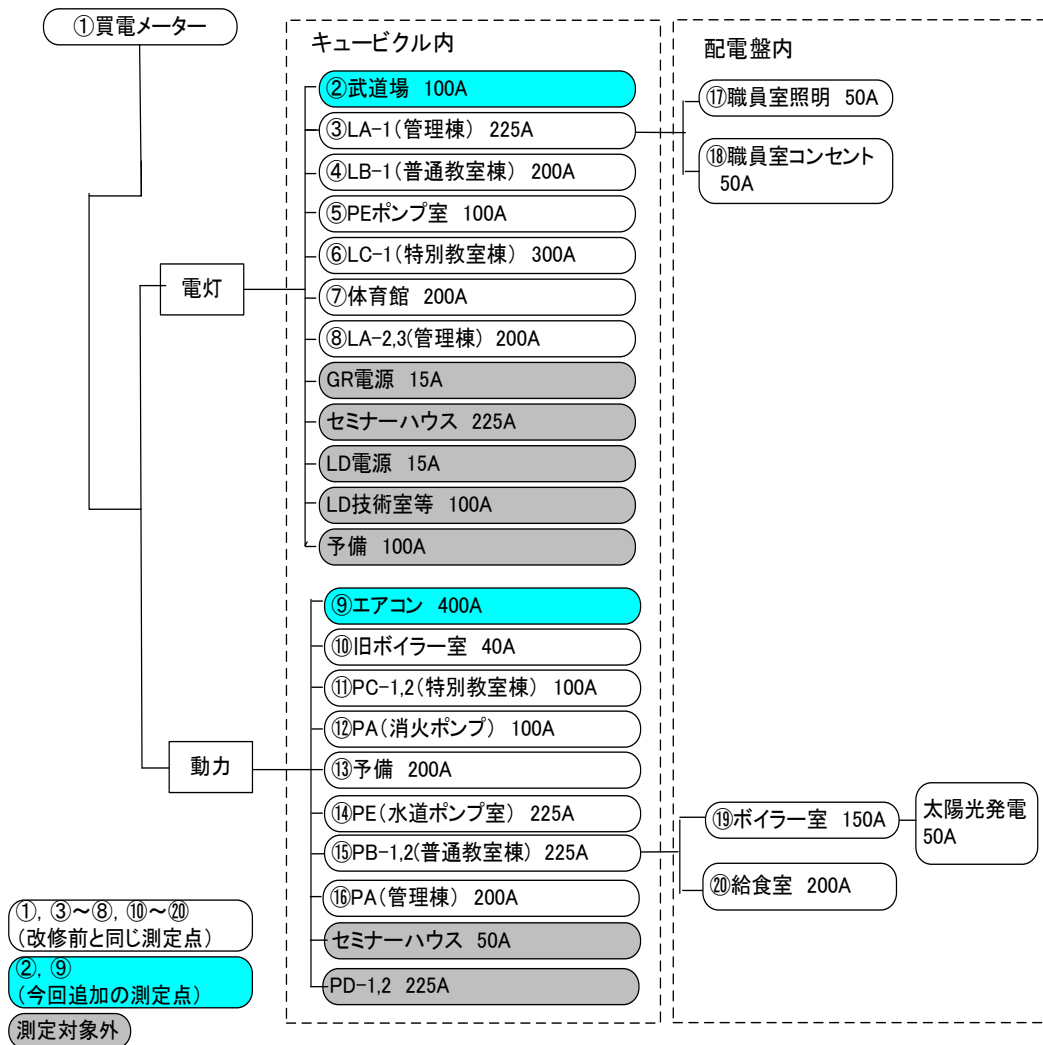 ①買電メーター
キュービクル内
②武道場 100A
③LA-1(管理棟) 225A
④LB-1(普通教室棟) 200A
⑤PEポンプ室 100A
⑥LC-1(特別教室棟) 300A
⑦体育館 200A
⑧LA-2,3(管理棟) 200A
GR電源 15A
セミナーハウス 225A
LD電源 15A
LD技術室等 100A
予備 100A
電灯
配電盤内
⑰職員室照明 50A
⑱職員室コンセント
50A
動力
⑨エアコン 400A
⑩旧ボイラー室 40A
⑪PC-1,2(特別教室棟) 100A
⑫PA(消火ポンプ) 100A
⑬予備 200A
⑭PE(水道ポンプ室) 225A
⑮PB-1,2(普通教室棟) 225A
⑯PA(管理棟) 200A
セミナーハウス 50A
PD-1,2 225A
⑲ボイラー室 150A
太陽光発電
50A
⑳給食室 200A
①, ③~⑧, ⑩~⑳
(改修前と同じ測定点)
②, ⑨
(今回追加の測定点)
測定対象外